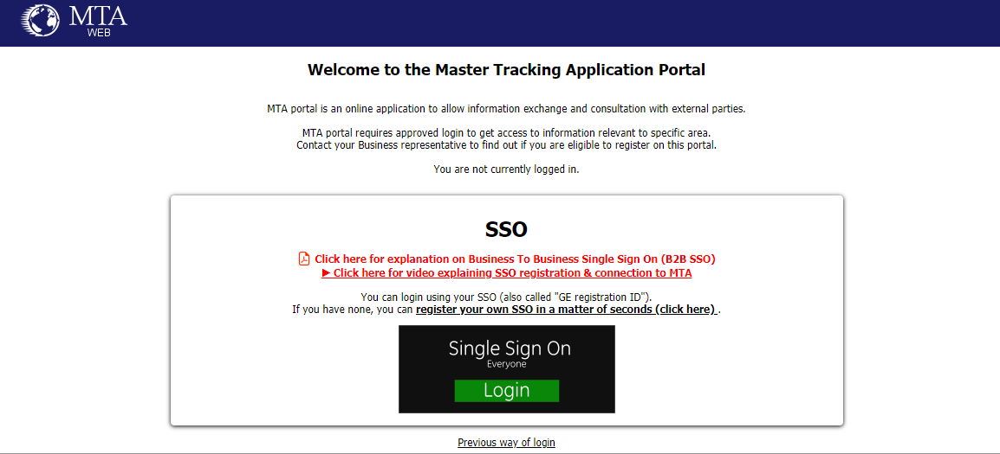 MTA
WEB
Welcome to the Master Tracking Application Portal
MTA portal is an online application to allow information exchange and consultation with external parties.
MTA portal requires approved login to get access to information relevant to specific area.
Contact your Business representative to find out if you are eligible to register on this portal.
You are not currently logged in.
SSO
Click here for explanation on Business To Business Single Sign On (B2B SSO)
Click here for video explaining SSO registration & connection to MTA
You can login using your SSO (also called "GE registration ID").
If you have none, you can register your own SSO in a matter of seconds (click here) .
Single Sign On
Everyone
Login
Previous way of login